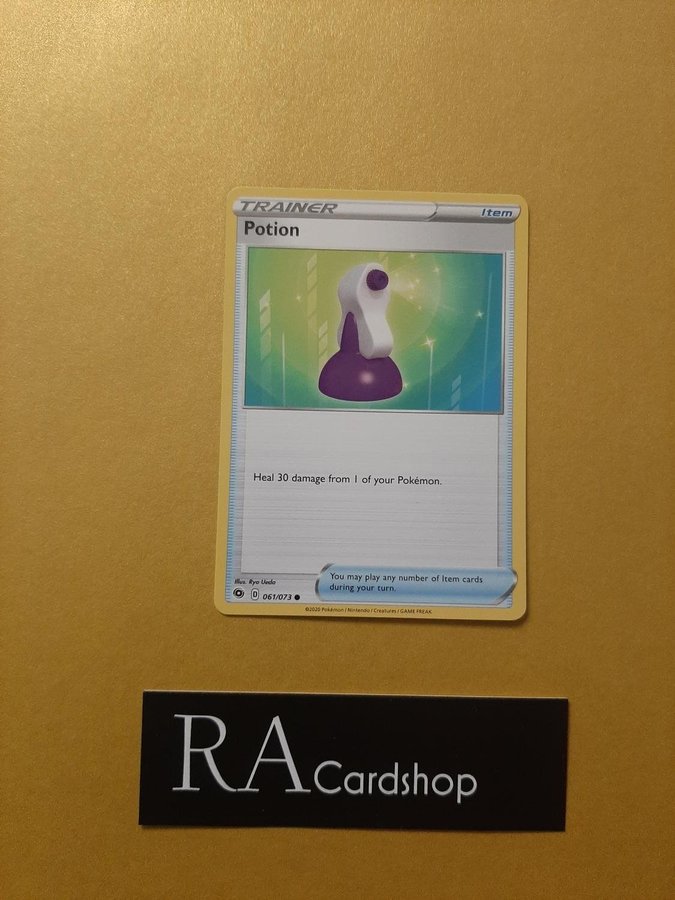 TRAINER Item
Potion
Heal 30 damage from 1 of your Pokémon.
You may play any number of Item cards
during your turn.
Illus. Ryo Ueda
D 061/073
©2020 Pokémon / Nintendo / Creatures / GAME FREAK
RA Cardshop